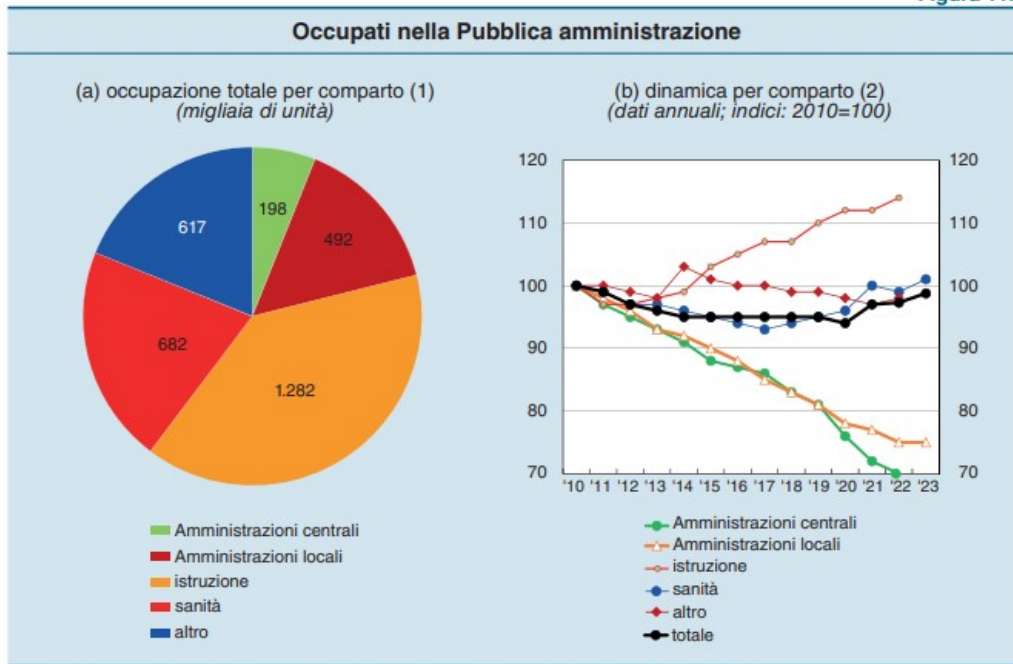 Occupati nella Pubblica amministrazione
(a) occupazione totale per comparto (1)
(migliaia di unità)
198
492
1.282
682
617
Amministrazioni centrali
Amministrazioni locali
istruzione
sanità
altro
(b) dinamica per comparto (2)
(dati annuali; indici: 2010=100)
120 120
110 110
100 100
90 90
80 80
70 70
'10 '11 '12 '13 '14 '15 '16 '17 '18 '19 '20 '21 '22 '23
Amministrazioni centrali
Amministrazioni locali
istruzione
sanità
altro
totale